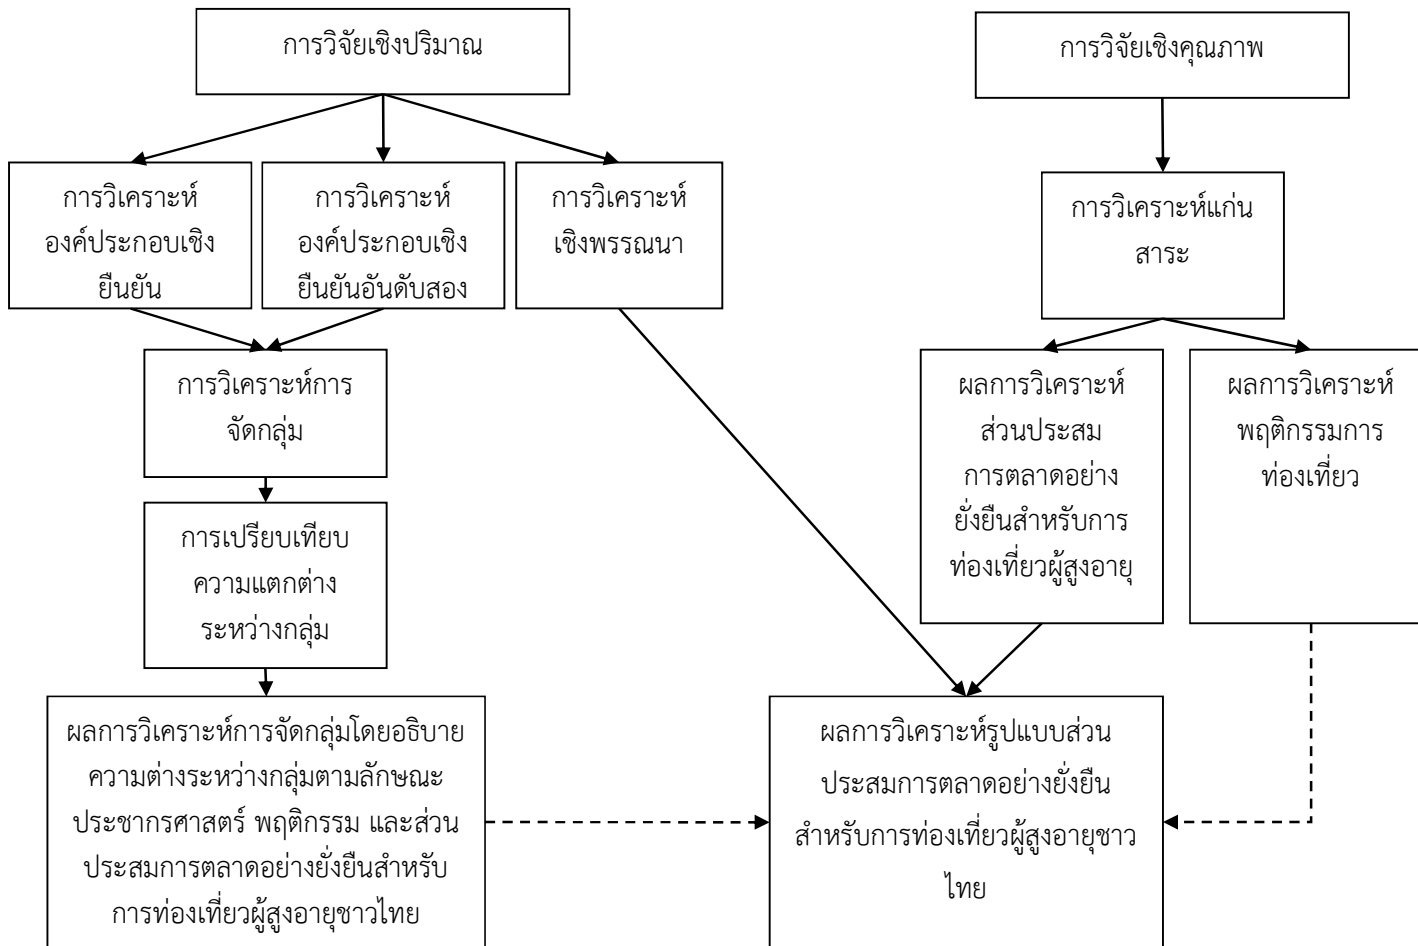 การวิจัยเชิงปริมาณ
การวิจัยเชิงคุณภาพ
การวิเคราะห์
องค์ประกอบเชิง
ยืนยัน
การวิเคราะห์
องค์ประกอบเชิง
ยืนยันอันดับสอง
การวิเคราะห์
เชิงพรรณนา
การวิเคราะห์แก่น
สาระ
การวิเคราะห์การ
จัดกลุ่ม
ผลการวิเคราะห์
ส่วนประสม
การตลาดอย่าง
ยั่งยืนสำหรับการ
ท่องเที่ยวผู้สูงอายุ
ผลการวิเคราะห์
พฤติกรรมการ
ท่องเที่ยว
การเปรียบเทียบ
ความแตกต่าง
ระหว่างกลุ่ม
ผลการวิเคราะห์การจัดกลุ่มโดยอธิบาย
ความต่างระหว่างกลุ่มตามลักษณะ
ประชากรศาสตร์ พฤติกรรม และส่วน
ประสมการตลาดอย่างยั่งยืนสำหรับ
การท่องเที่ยวผู้สูงอายุชาวไทย
ผลการวิเคราะห์รูปแบบส่วน
ประสมการตลาดอย่างยั่งยืน
สำหรับการท่องเที่ยวผู้สูงอายุชาว
ไทย